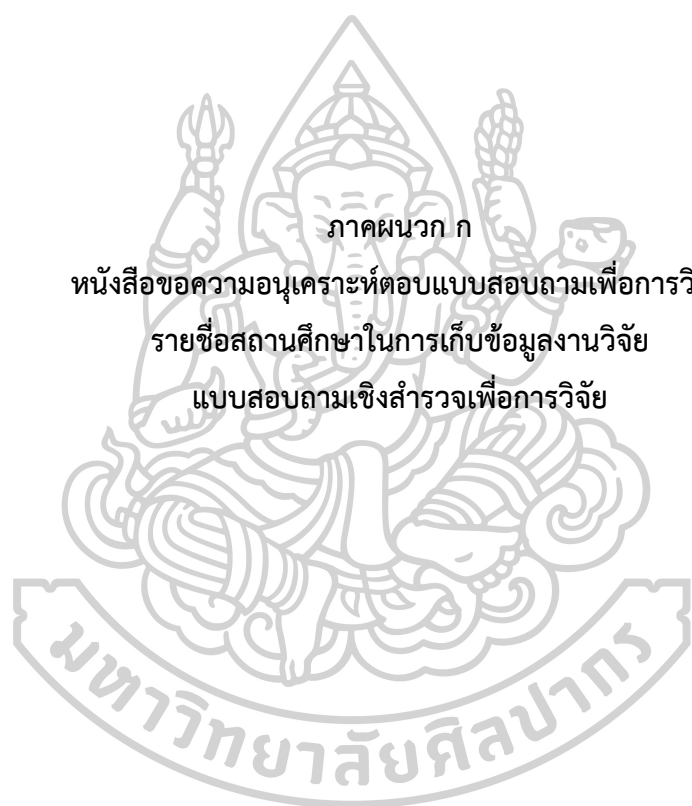 ภาคผนวก ก
หนังสือขอความอนุเคราะห์ตอบแบบสอบถามเพื่อการวิ
รายชื่อสถานศึกษาในการเก็บข้อมูลงานวิจัย
แบบสอบถามเชิงสำรวจเพื่อการวิจัย
มหาวิทยาลัยศิลปากร